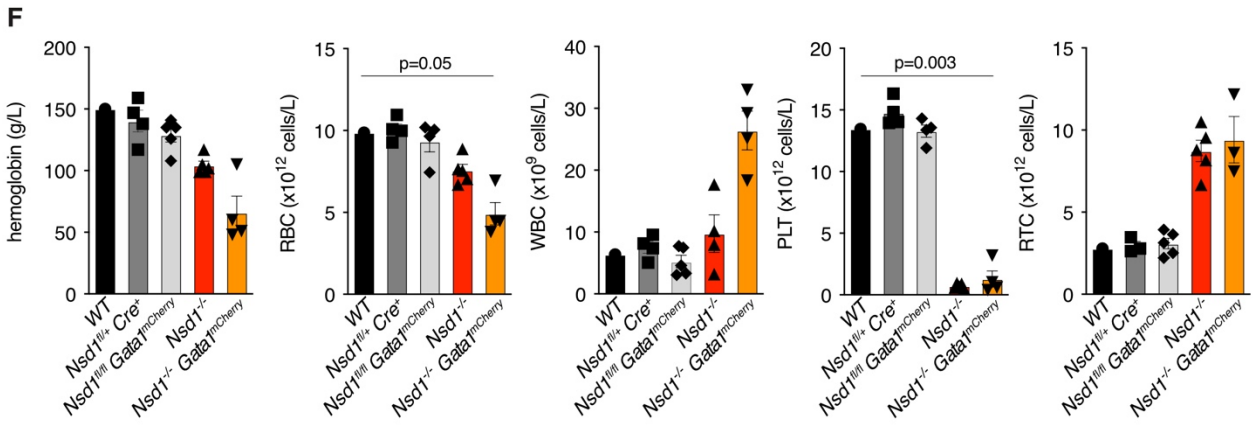 F
hemoglobin (g/L)
200
150
100
50
0
WT
Nsd1fl/+ Cre+
Nsd1fl/fl Gata1mCherry
Nsd1-/-
Nsd1-/- Gata1mCherry
RBC (x10¹² cells/L)
15
10
5
0
p=0.05
WT
Nsd1fl/+ Cre+
Nsd1fl/fl Gata1mCherry
Nsd1-/-
Nsd1-/- Gata1mCherry
WBC (x10⁹ cells/L)
40
30
20
10
0
WT
Nsd1fl/+ Cre+
Nsd1fl/fl Gata1mCherry
Nsd1-/-
Nsd1-/- Gata1mCherry
PLT (x10¹² cells/L)
20
15
10
5
0
p=0.003
WT
Nsd1fl/+ Cre+
Nsd1fl/fl Gata1mCherry
Nsd1-/-
Nsd1-/- Gata1mCherry
RTC (x10¹² cells/L)
15
10
5
0
WT
Nsd1fl/+ Cre+
Nsd1fl/fl Gata1mCherry
Nsd1-/-
Nsd1-/- Gata1mCherry